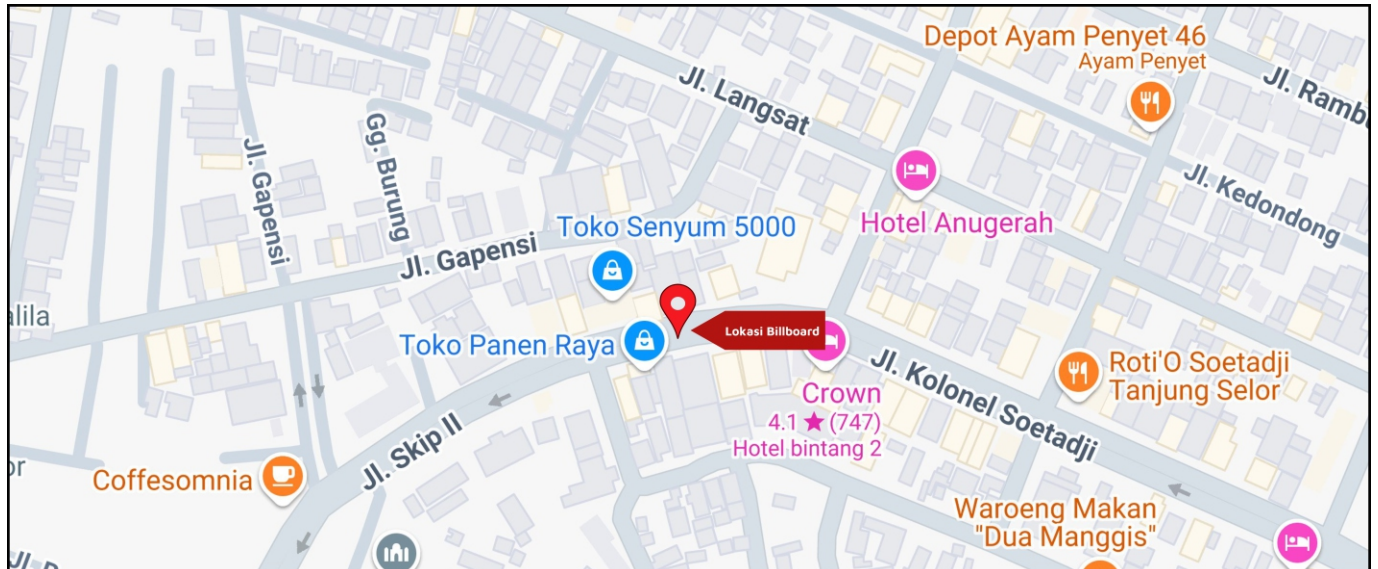 Depot Ayam Penyet 46
Ayam Penyet
Jl. Langsat
Jl. Gapensi
Gg. Burung
Jl. Kedondong
Toko Senyum 5000
Hotel Anugerah
Jl. Gapensi
Lokasi Billboard
Toko Panen Raya
Jl. Kolonel Soetadji
Roti'O Soetadji
Tanjung Selor
Crown
4.1 ★ (747)
Hotel bintang 2
Jl. Skip II
Coffesomnia
Waroeng Makan
"Dua Manggis"